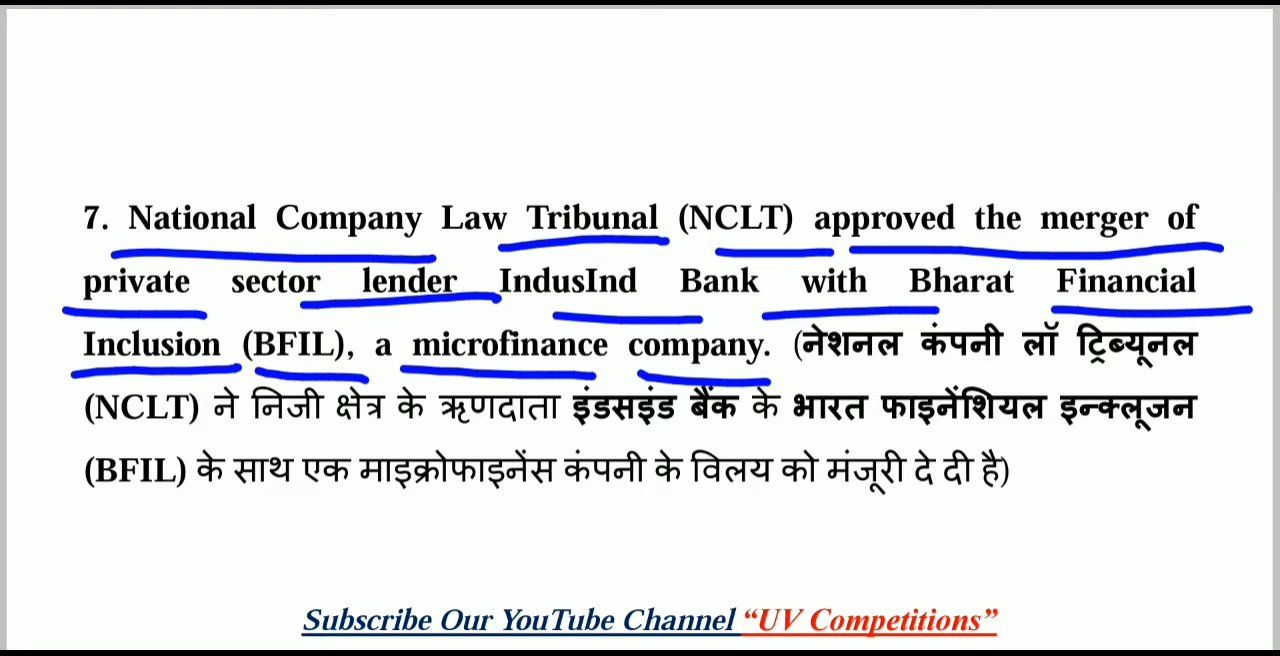 7. National Company Law Tribunal (NCLT) approved the merger of
private sector lender IndusInd Bank with Bharat Financial
Inclusion (BFIL), a microfinance company. (नेशनल कंपनी लॉ ट्रिब्यूनल
(NCLT) ने निजी क्षेत्र के ऋणदाता इंडसइंड बैंक के भारत फाइनेंशियल इन्क्लूजन
(BFIL) के साथ एक माइक्रोफाइनेंस कंपनी के विलय को मंजूरी दे दी है)
Subscribe Our YouTube Channel “UV Competitions”